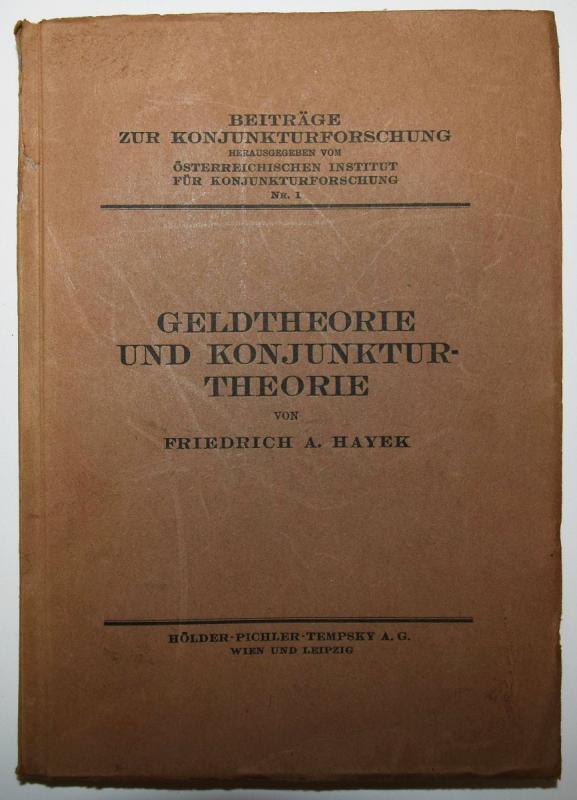 BEITRÄGE
ZUR KONJUNKTURFORSCHUNG
HERAUSGEGEBEN VOM
ÖSTERREICHISCHEN INSTITUT
FÜR KONJUNKTURFORSCHUNG
NR. 1
GELDTHEORIE
UND KONJUNKTUR-
THEORIE
VON
FRIEDRICH A. HAYEK
HÖLDER-PICHLER-TEMPSKY A. G.
WIEN UND LEIPZIG